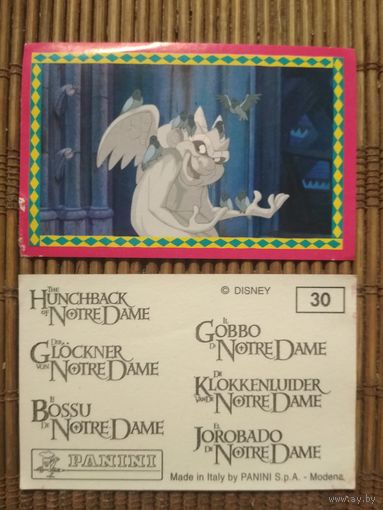 THE
HUNCHBACK
OF NOTRE DAME
DER
GLÖCKNER
VON NOTRE DAME
LE
BOSSU
DE NOTRE DAME
PANINI
© DISNEY
30
IL
GOBBO
DI NOTRE DAME
DE
KLOKKENLUIDER
VAN DE NOTRE DAME
EL
JOROBADO
DE NOTRE DAME
Made in Italy by PANINI S.p.A. - Modena
www.ay.by